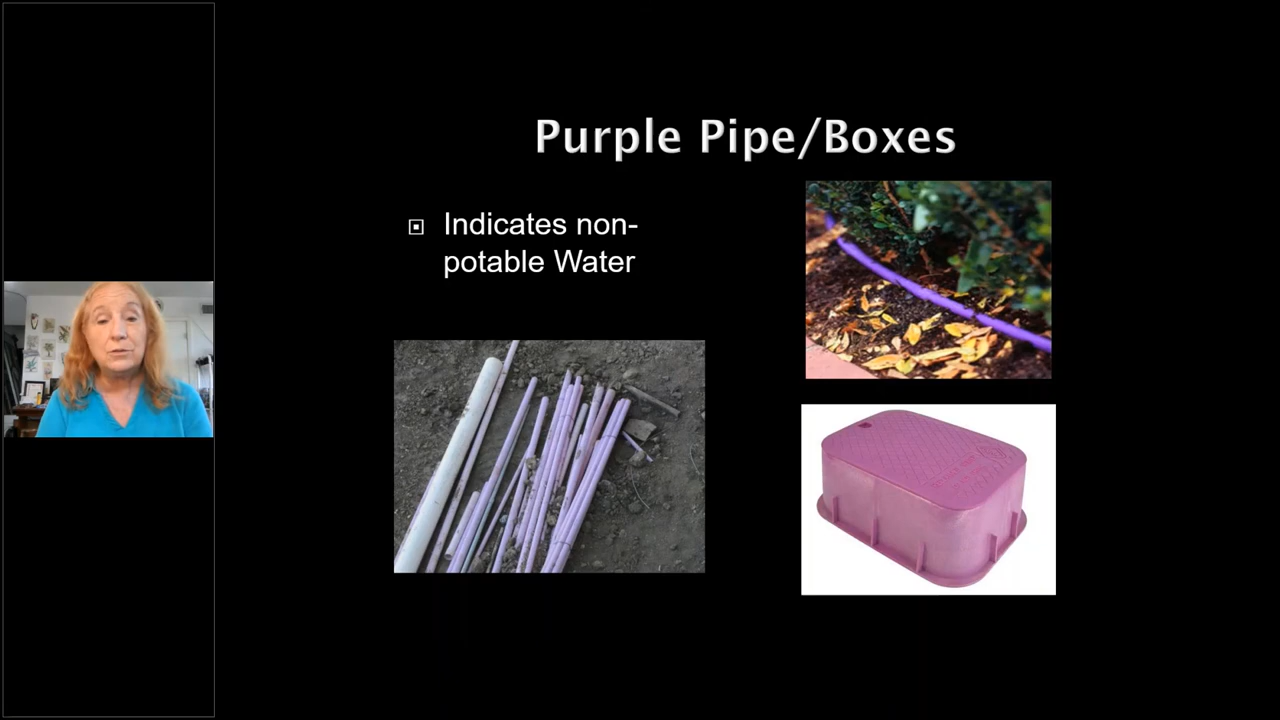 Purple Pipe/Boxes
Indicates non-
potable Water